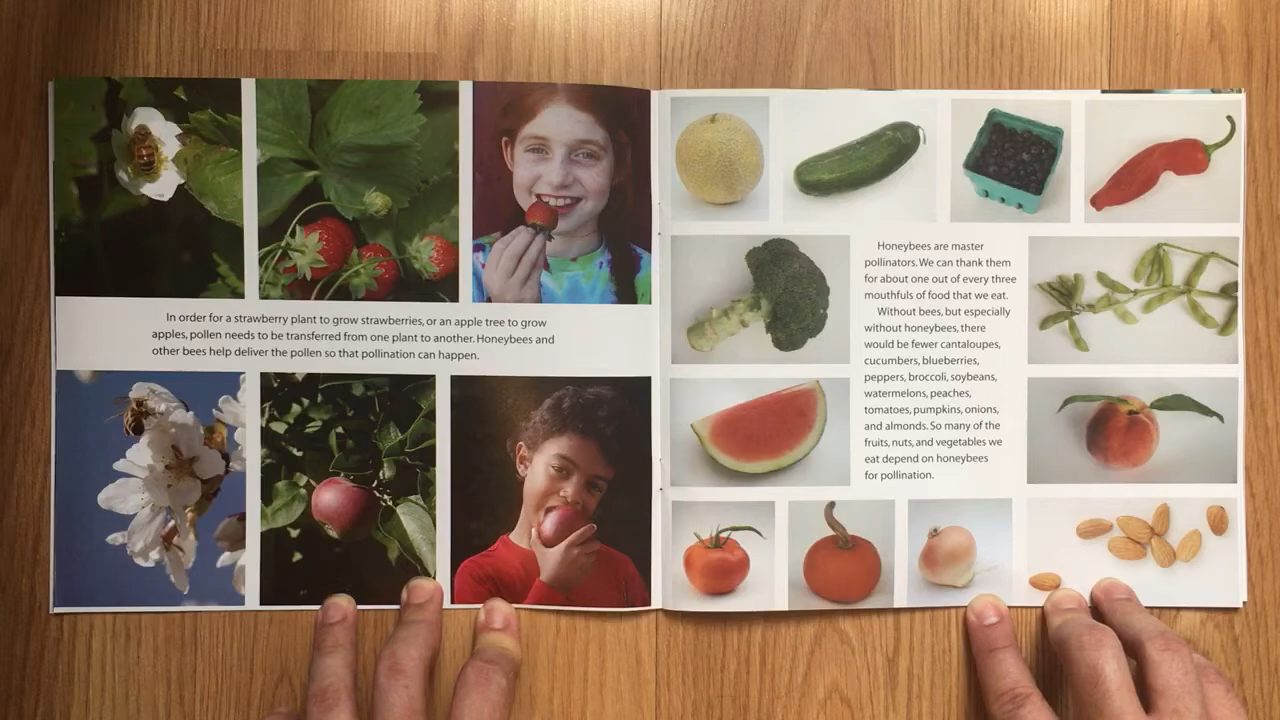 In order for a strawberry plant to grow strawberries, or an apple tree to grow
apples, pollen needs to be transferred from one plant to another. Honeybees and
other bees help deliver the pollen so that pollination can happen.
Honeybees are master
pollinators. We can thank them
for about one out of every three
mouthfuls of food that we eat.
Without bees, but especially
without honeybees, there
would be fewer cantaloupes,
cucumbers, blueberries,
peppers, broccoli, soybeans,
watermelons, peaches,
tomatoes, pumpkins, onions,
and almonds. So many of the
fruits, nuts, and vegetables we
eat depend on honeybees
for pollination.